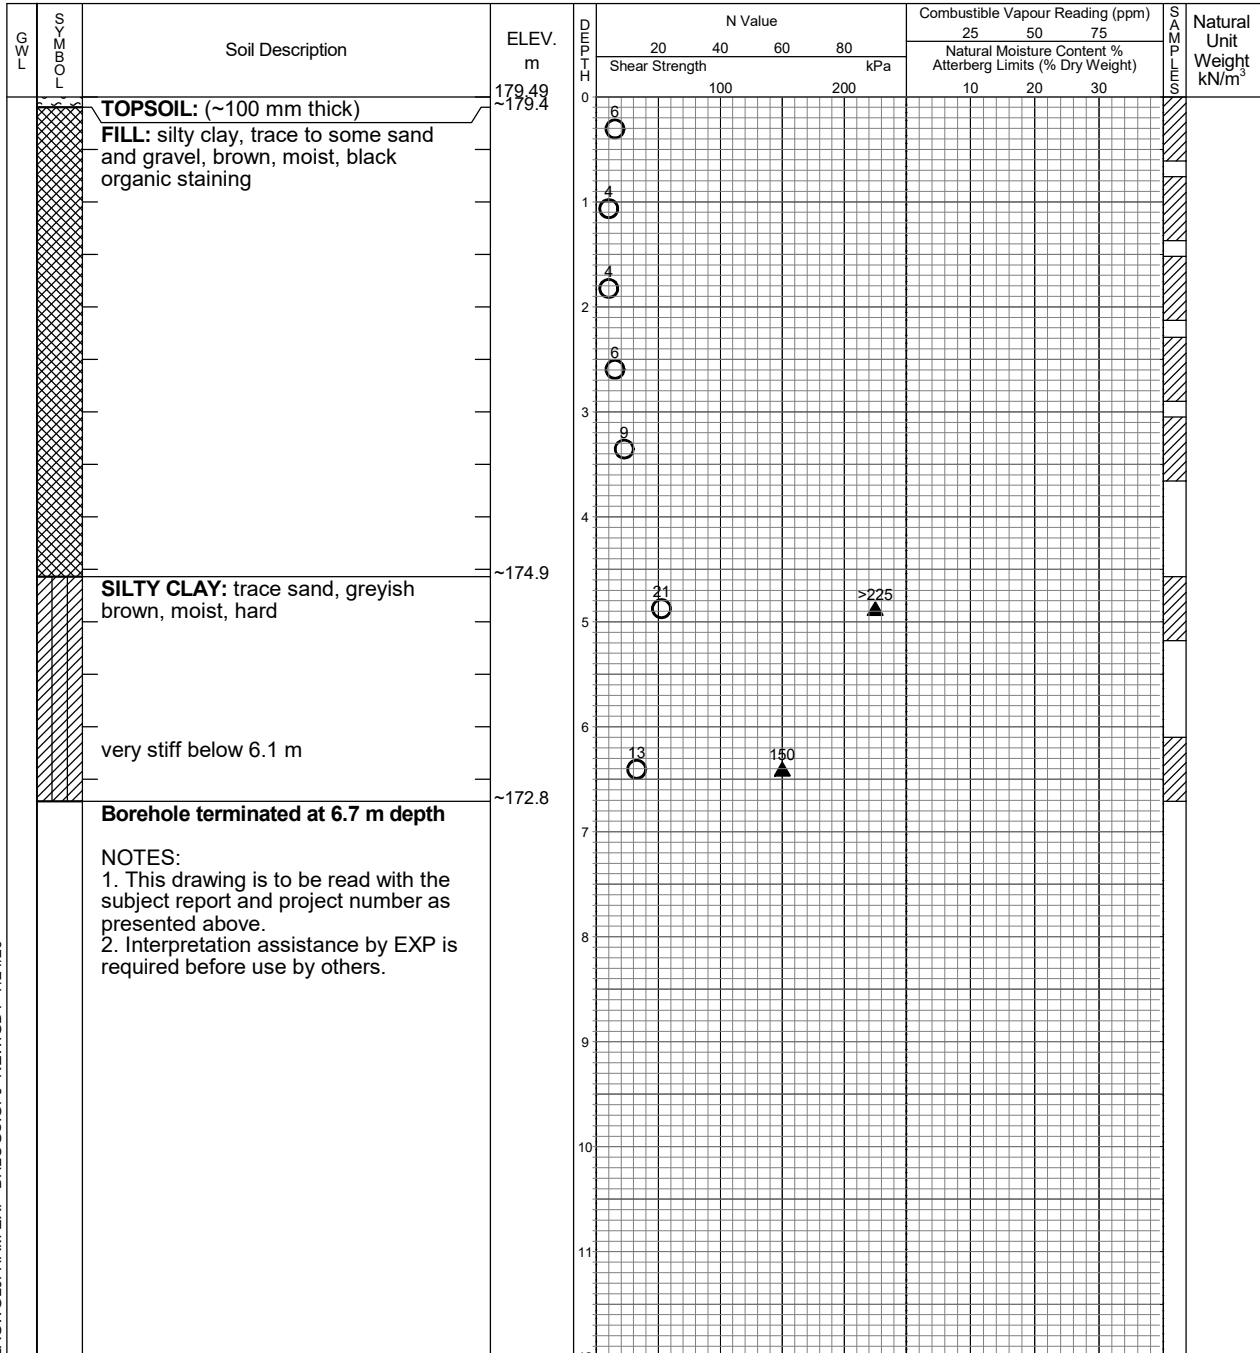 GWL
SYMBOL
Soil Description
ELEV.
m
179.49
DEPTH
N Value
20 40 60 80
Shear Strength kPa
100 200
Combustible Vapour Reading (ppm)
25 50 75
Natural Moisture Content %
Atterberg Limits (% Dry Weight)
10 20 30
SAMPLES
Natural
Unit
Weight
kN/m³
0
TOPSOIL: (~100 mm thick)
~179.4
FILL: silty clay, trace to some sand
and gravel, brown, moist, black
organic staining
6
4
1
4
2
6
3
9
4
~174.9
SILTY CLAY: trace sand, greyish
brown, moist, hard
21
>225
5
6
very stiff below 6.1 m
13
150
~172.8
Borehole terminated at 6.7 m depth
7
NOTES:
1. This drawing is to be read with the
subject report and project number as
presented above.
2. Interpretation assistance by EXP is
required before use by others.
8
9
10
11